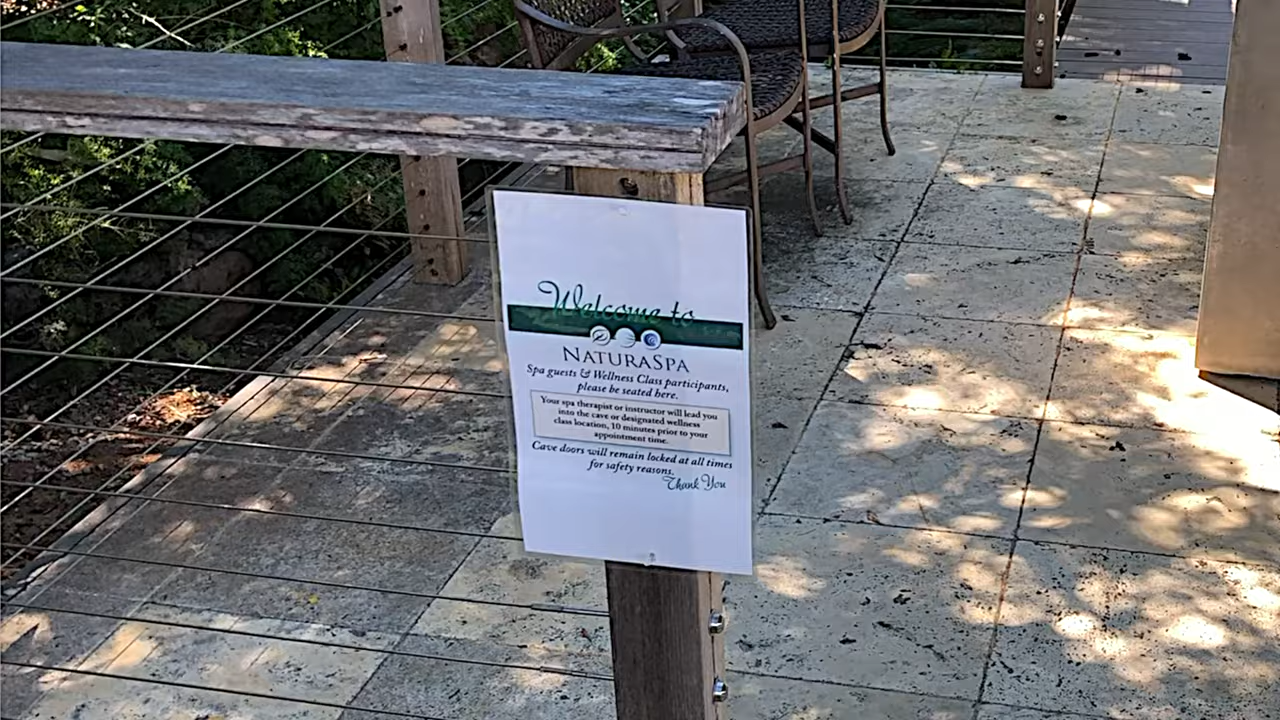 Welcome to
NATURASPA
Spa guests & Wellness Class participants,
please be seated here.
Your spa therapist or instructor will lead you
into the cave or designated wellness
class location, 10 minutes prior to your
appointment time.
Cave doors will remain locked at all times
for safety reasons.
Thank You